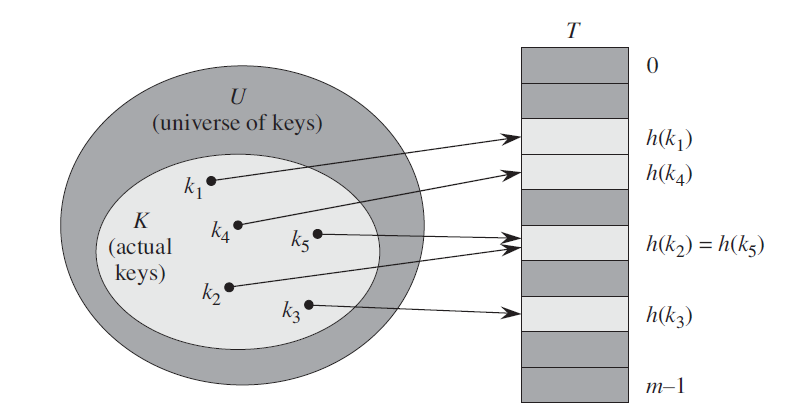 T
0
U
(universe of keys)
h(k₁)
k₁
h(k₄)
K
(actual
keys)
k₄
k₅
h(k₂) = h(k₅)
k₂
k₃
h(k₃)
m–1